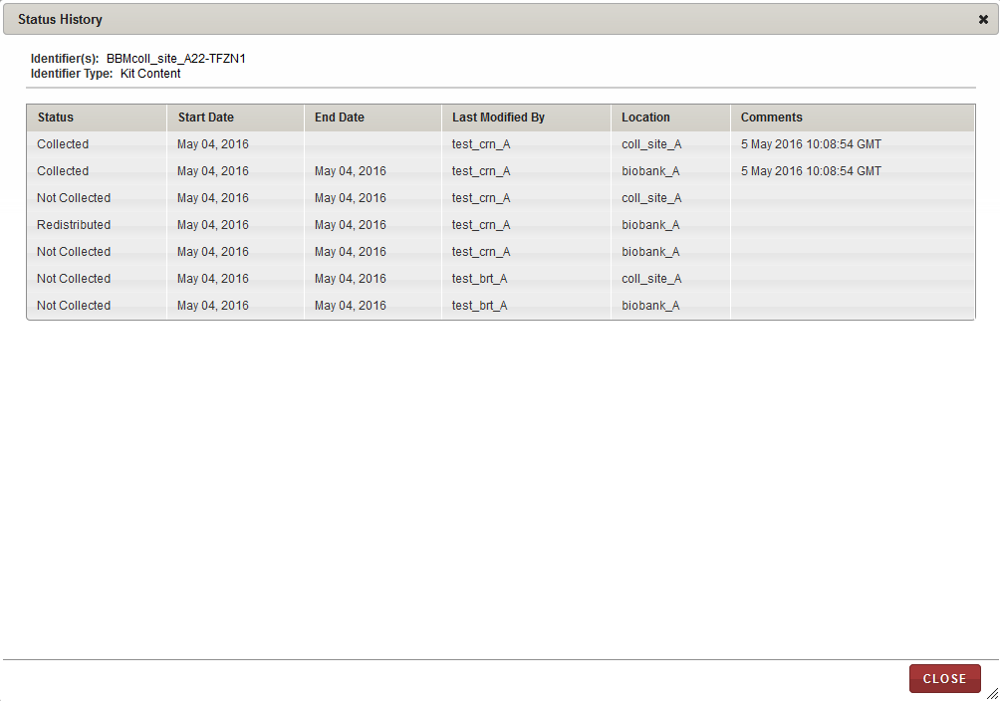 Status History
Identifier(s): BBMcoll_site_A22-TFZN1
Identifier Type: Kit Content
Status Start Date End Date Last Modified By Location Comments
Collected May 04, 2016 test_crn_A coll_site_A 5 May 2016 10:08:54 GMT
Collected May 04, 2016 May 04, 2016 test_crn_A biobank_A 5 May 2016 10:08:54 GMT
Not Collected May 04, 2016 May 04, 2016 test_crn_A coll_site_A
Redistributed May 04, 2016 May 04, 2016 test_crn_A biobank_A
Not Collected May 04, 2016 May 04, 2016 test_crn_A biobank_A
Not Collected May 04, 2016 May 04, 2016 test_brt_A coll_site_A
Not Collected May 04, 2016 May 04, 2016 test_brt_A biobank_A
CLOSE